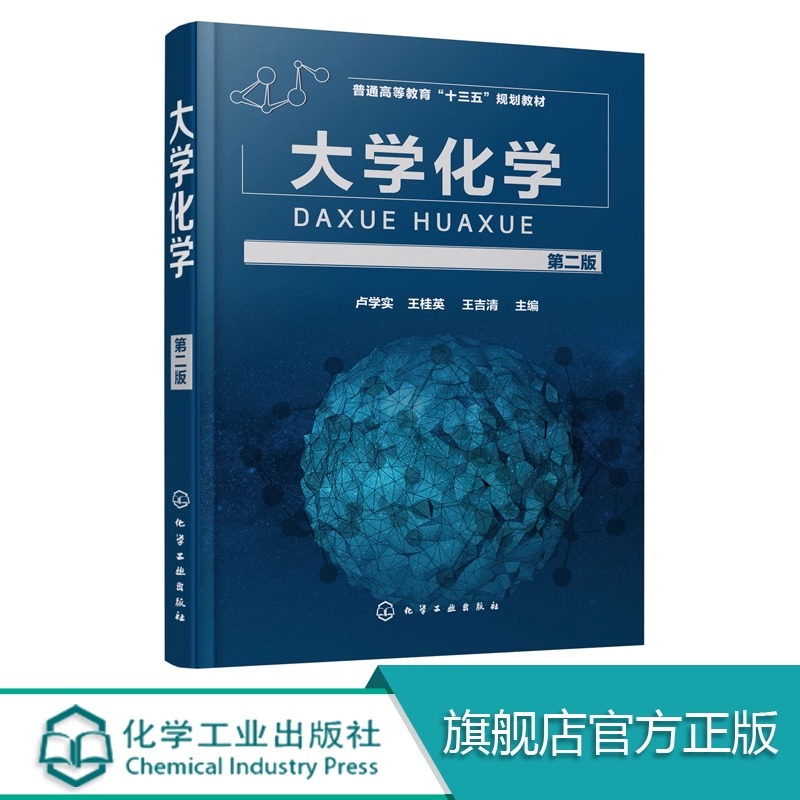 普通高等教育“十三五”规划教材
大学化学
DAXUE HUAXUE
第二版
卢学实 王桂英 王吉清 主编
化学工业出版社
大学化学
第二版
化学工业出版社
化学工业出版社
Chemical Industry Press
旗舰店官方正版